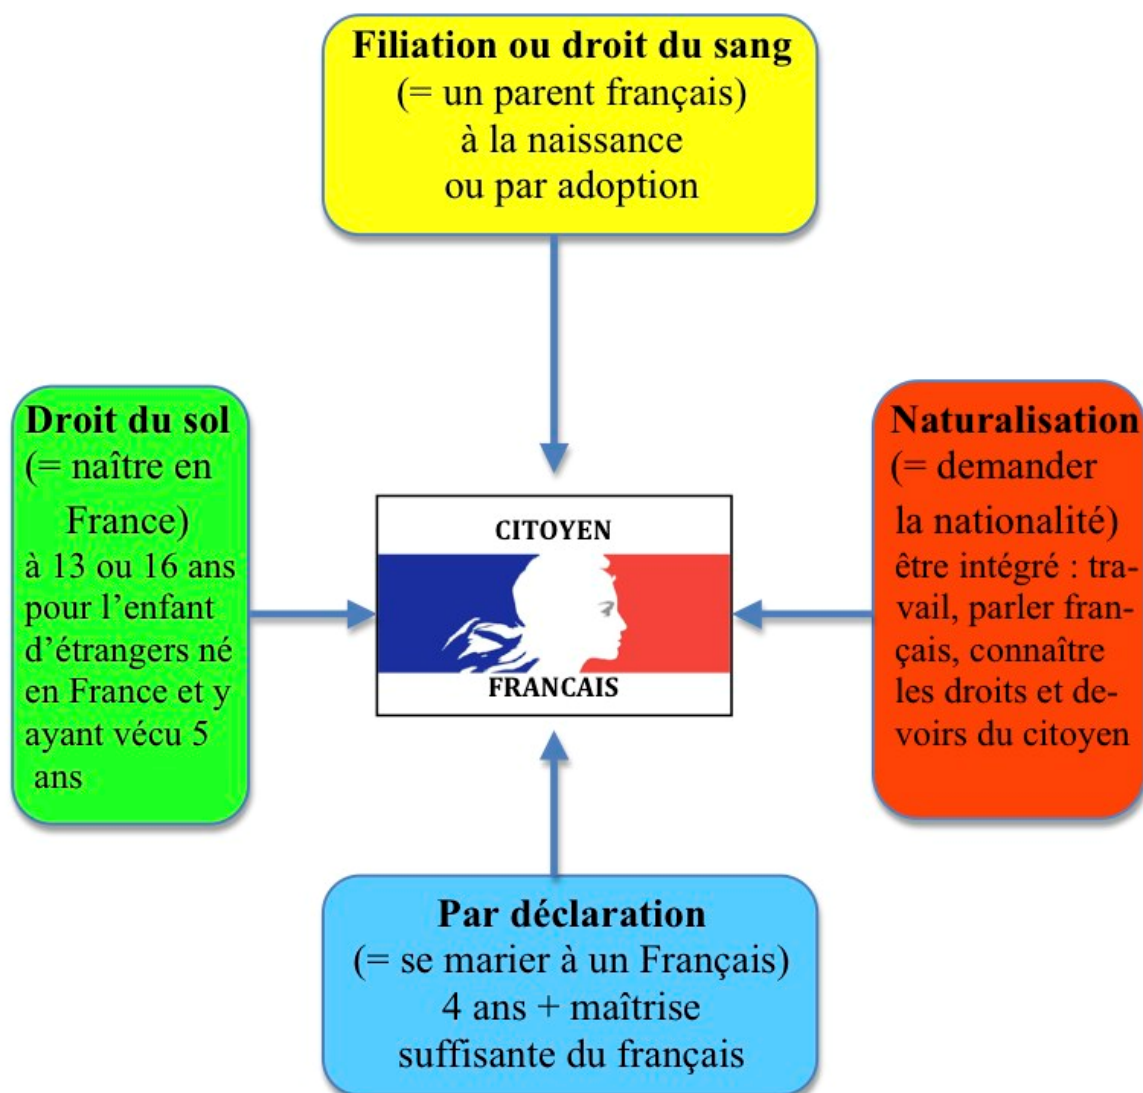 Filiation ou droit du sang
(= un parent français)
à la naissance
ou par adoption
Droit du sol
(= naître en
France)
à 13 ou 16 ans
pour l’enfant
d’étrangers né
en France et y
ayant vécu 5
ans
CITOYEN
FRANCAIS
Naturalisation
(= demander
la nationalité)
être intégré : tra-
vail, parler fran-
çais, connaître
les droits et de-
voirs du citoyen
Par déclaration
(= se marier à un Français)
4 ans + maîtrise
suffisante du français